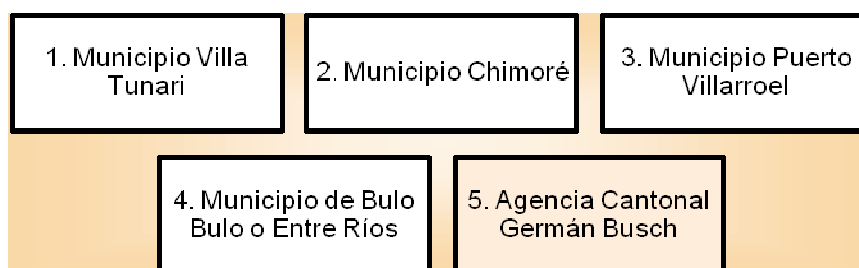 1. Municipio Villa
Tunari
2. Municipio Chimoré
3. Municipio Puerto
Villarroel
4. Municipio de Bulo
Bulo o Entre Ríos
5. Agencia Cantonal
Germán Busch